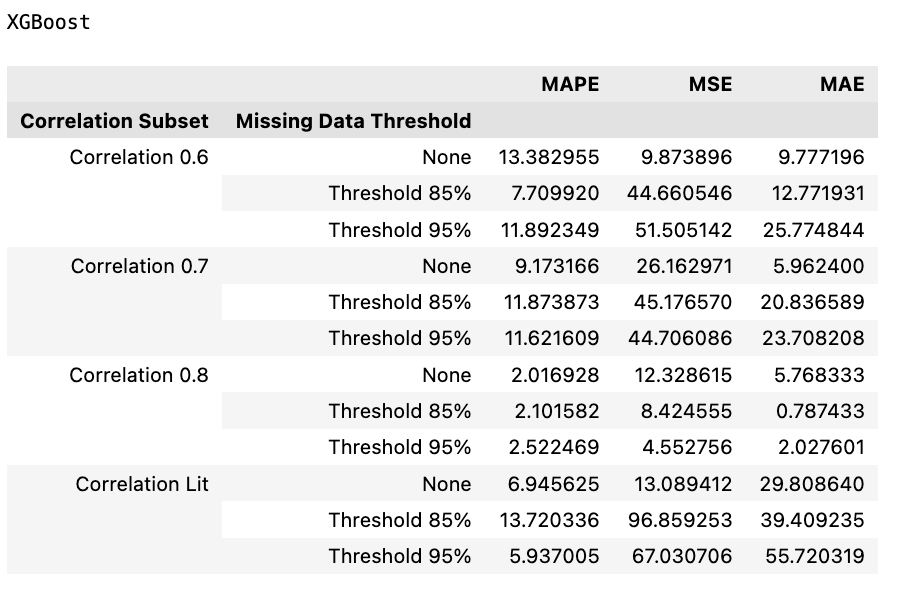 XGBoost
MAPE MSE MAE
Correlation Subset Missing Data Threshold
Correlation 0.6 None 13.382955 9.873896 9.777196
Threshold 85% 7.709920 44.660546 12.771931
Threshold 95% 11.892349 51.505142 25.774844
Correlation 0.7 None 9.173166 26.162971 5.962400
Threshold 85% 11.873873 45.176570 20.836589
Threshold 95% 11.621609 44.706086 23.708208
Correlation 0.8 None 2.016928 12.328615 5.768333
Threshold 85% 2.101582 8.424555 0.787433
Threshold 95% 2.522469 4.552756 2.027601
Correlation Lit None 6.945625 13.089412 29.808640
Threshold 85% 13.720336 96.859253 39.409235
Threshold 95% 5.937005 67.030706 55.720319